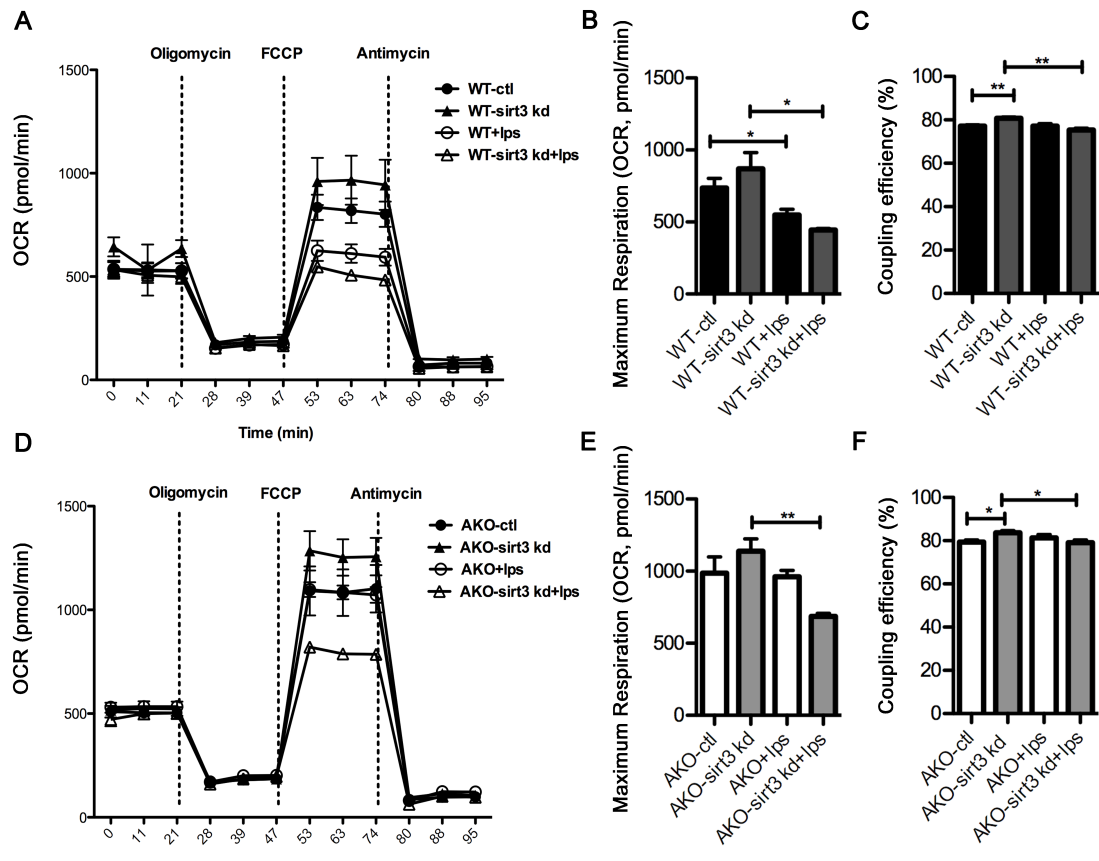 A
Oligomycin FCCP Antimycin
1500
1000
500
0
OCR (pmol/min)
WT-ctl
WT-sirt3 kd
WT+lps
WT-sirt3 kd+lps
0 11 21 28 39 47 53 63 74 80 88 95
Time (min)
B
Maximum Respiration (OCR, pmol/min)
1500
1000
500
0
*
*
WT-ctl
WT-sirt3 kd
WT+lps
WT-sirt3 kd+lps
C
Coupling efficiency (%)
100
80
60
40
20
0
**
**
WT-ctl
WT-sirt3 kd
WT+lps
WT-sirt3 kd+lps
D
Oligomycin FCCP Antimycin
1500
1000
500
0
OCR (pmol/min)
AKO-ctl
AKO-sirt3 kd
AKO+lps
AKO-sirt3 kd+lps
0 11 21 28 39 47 53 63 74 80 88 95
E
Maximum Respiration (OCR, pmol/min)
1500
1000
500
0
**
AKO-ctl
AKO-sirt3 kd
AKO+lps
AKO-sirt3 kd+lps
F
Coupling efficiency (%)
100
80
60
40
20
0
*
*
AKO-ctl
AKO-sirt3 kd
AKO+lps
AKO-sirt3 kd+lps